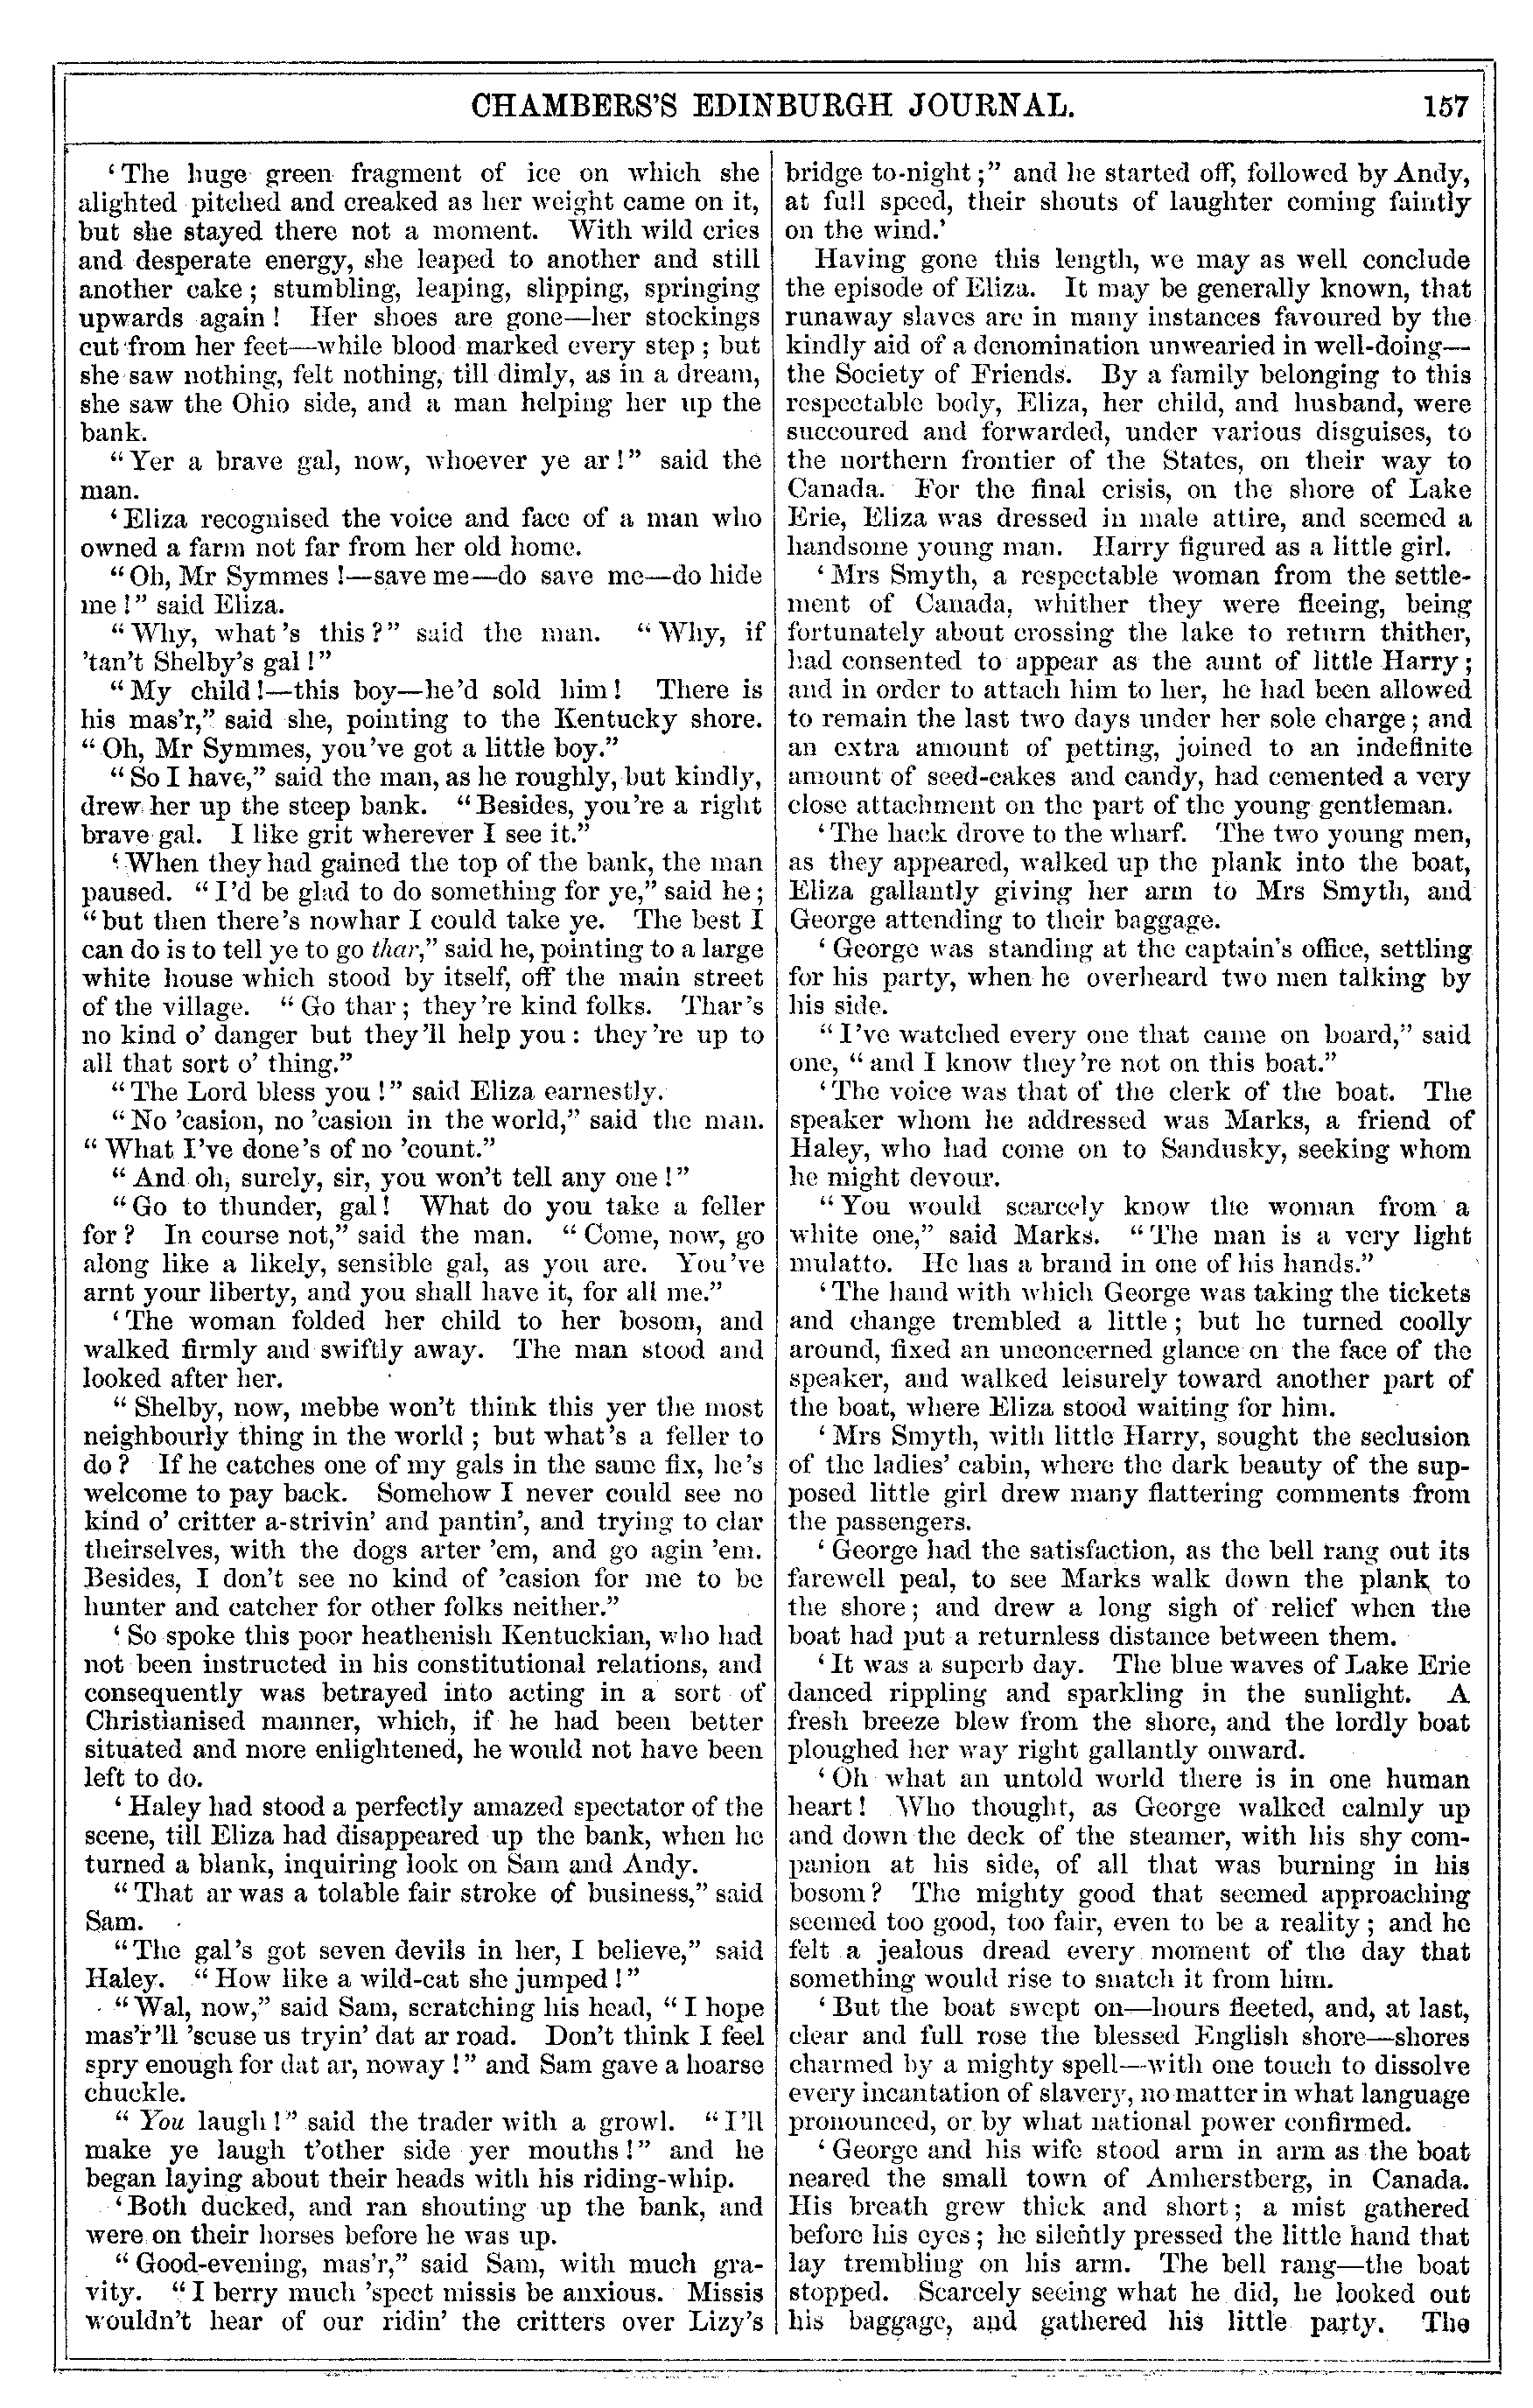 CHAMBERS'S EDINBURGH JOURNAL. 157
‘The huge green fragment of ice on which she
alighted pitched and creaked as her weight came on it,
but she stayed there not a moment. With wild cries
and desperate energy, she leaped to another and still
another cake; stumbling, leaping, slipping, springing
upwards again! Her shoes are gone—her stockings
cut from her feet—while blood marked every step; but
she saw nothing, felt nothing, till dimly, as in a dream,
she saw the Ohio side, and a man helping her up the
bank.
“Yer a brave gal, now, whoever ye ar!” said the
man.
‘Eliza recognised the voice and face of a man who
owned a farm not far from her old home.
“Oh, Mr Symmes!—save me—do save me—do hide
me!” said Eliza.
“Why, what's this?” said the man. “Why, if
'tan't Shelby's gal!”
“My child!—this boy—he'd sold him! There is
his mas'r,” said she, pointing to the Kentucky shore.
“Oh, Mr Symmes, you've got a little boy.”
“So I have,” said the man, as he roughly, but kindly,
drew her up the steep bank. “Besides, you're a right
brave gal. I like grit wherever I see it.”
‘When they had gained the top of the bank, the man
paused. “I'd be glad to do something for ye,” said he;
“but then there's nowhar I could take ye. The best I
can do is to tell ye to go thar,” said he, pointing to a large
white house which stood by itself, off the main street
of the village. “Go thar; they're kind folks. Thar's
no kind o' danger but they'll help you: they're up to
all that sort o' thing.”
“The Lord bless you!” said Eliza earnestly.
“No 'casion, no 'casion in the world,” said the man.
“What I've done's of no 'count.”
“And oh, surely, sir, you won't tell any one!”
“Go to thunder, gal! What do you take a feller
for? In course not,” said the man. “Come, now, go
along like a likely, sensible gal, as you are. You've
arnt your liberty, and you shall have it, for all me.”
‘The woman folded her child to her bosom, and
walked firmly and swiftly away. The man stood and
looked after her.
“Shelby, now, mebbe won't think this yer the most
neighbourly thing in the world; but what's a feller to
do? If he catches one of my gals in the same fix, he's
welcome to pay back. Somehow I never could see no
kind o' critter a-strivin' and pantin', and trying to clar
theirselves, with the dogs arter 'em, and go agin 'em.
Besides, I don't see no kind of 'casion for me to be
hunter and catcher for other folks neither.”
‘So spoke this poor heathenish Kentuckian, who had
not been instructed in his constitutional relations, and
consequently was betrayed into acting in a sort of
Christianised manner, which, if he had been better
situated and more enlightened, he would not have been
left to do.
‘Haley had stood a perfectly amazed spectator of the
scene, till Eliza had disappeared up the bank, when he
turned a blank, inquiring look on Sam and Andy.
“That ar was a tolable fair stroke of business,” said
Sam.
“The gal's got seven devils in her, I believe,” said
Haley. “How like a wild-cat she jumped!”
“Wal, now,” said Sam, scratching his head, “I hope
mas'r'll 'scuse us tryin' dat ar road. Don't think I feel
spry enough for dat ar, noway!” and Sam gave a hoarse
chuckle.
“You laugh!” said the trader with a growl. “I'll
make ye laugh t'other side yer mouths!” and he
began laying about their heads with his riding-whip.
‘Both ducked, and ran shouting up the bank, and
were on their horses before he was up.
“Good-evening, mas'r,” said Sam, with much gra-
vity. “I berry much 'spect missis be anxious. Missis
wouldn't hear of our ridin' the critters over Lizy's
bridge to-night;” and he started off, followed by Andy,
at full speed, their shouts of laughter coming faintly
on the wind.’
Having gone this length, we may as well conclude
the episode of Eliza. It may be generally known, that
runaway slaves are in many instances favoured by the
kindly aid of a denomination unwearied in well-doing—
the Society of Friends. By a family belonging to this
respectable body, Eliza, her child, and husband, were
succoured and forwarded, under various disguises, to
the northern frontier of the States, on their way to
Canada. For the final crisis, on the shore of Lake
Erie, Eliza was dressed in male attire, and seemed a
handsome young man. Harry figured as a little girl.
‘Mrs Smyth, a respectable woman from the settle-
ment of Canada, whither they were fleeing, being
fortunately about crossing the lake to return thither,
had consented to appear as the aunt of little Harry;
and in order to attach him to her, he had been allowed
to remain the last two days under her sole charge; and
an extra amount of petting, joined to an indefinite
amount of seed-cakes and candy, had cemented a very
close attachment on the part of the young gentleman.
‘The hack drove to the wharf. The two young men,
as they appeared, walked up the plank into the boat,
Eliza gallantly giving her arm to Mrs Smyth, and
George attending to their baggage.
‘George was standing at the captain's office, settling
for his party, when he overheard two men talking by
his side.
“I've watched every one that came on board,” said
one, “and I know they're not on this boat.”
‘The voice was that of the clerk of the boat. The
speaker whom he addressed was Marks, a friend of
Haley, who had come on to Sandusky, seeking whom
he might devour.
“You would scarcely know the woman from a
white one,” said Marks. “The man is a very light
mulatto. He has a brand in one of his hands.”
‘The hand with which George was taking the tickets
and change trembled a little; but he turned coolly
around, fixed an unconcerned glance on the face of the
speaker, and walked leisurely toward another part of
the boat, where Eliza stood waiting for him.
‘Mrs Smyth, with little Harry, sought the seclusion
of the ladies' cabin, where the dark beauty of the sup-
posed little girl drew many flattering comments from
the passengers.
‘George had the satisfaction, as the bell rang out its
farewell peal, to see Marks walk down the plank to
the shore; and drew a long sigh of relief when the
boat had put a returnless distance between them.
‘It was a superb day. The blue waves of Lake Erie
danced rippling and sparkling in the sunlight. A
fresh breeze blew from the shore, and the lordly boat
ploughed her way right gallantly onward.
‘Oh what an untold world there is in one human
heart! Who thought, as George walked calmly up
and down the deck of the steamer, with his shy com-
panion at his side, of all that was burning in his
bosom? The mighty good that seemed approaching
seemed too good, too fair, even to be a reality; and he
felt a jealous dread every moment of the day that
something would rise to snatch it from him.
‘But the boat swept on—hours fleeted, and, at last,
clear and full rose the blessed English shore—shores
charmed by a mighty spell—with one touch to dissolve
every incantation of slavery, no matter in what language
pronounced, or by what national power confirmed.
‘George and his wife stood arm in arm as the boat
neared the small town of Amherstberg, in Canada.
His breath grew thick and short; a mist gathered
before his eyes; he silently pressed the little hand that
lay trembling on his arm. The bell rang—the boat
stopped. Scarcely seeing what he did, he looked out
his baggage, and gathered his little party. The